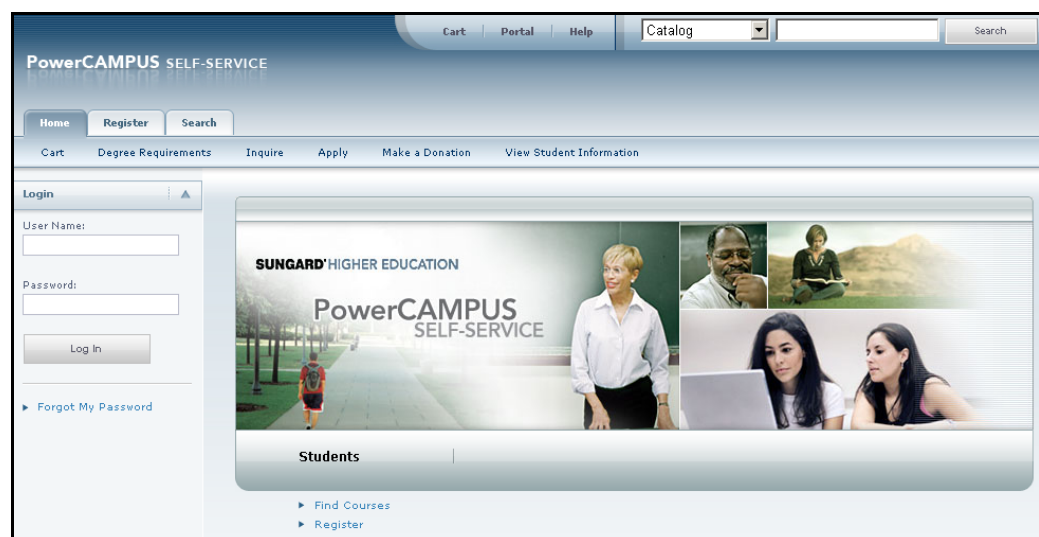 Cart Portal Help Catalog Search
PowerCAMPUS SELF-SERVICE
Home Register Search
Cart Degree Requirements Inquire Apply Make a Donation View Student Information
Login
User Name:
Password:
Log In
Forgot My Password
SUNGARD' HIGHER EDUCATION
PowerCAMPUS
SELF-SERVICE
Students
Find Courses
Register